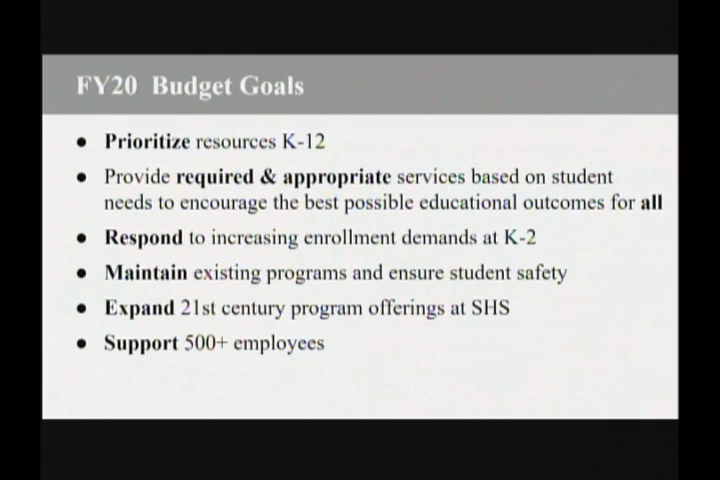 FY20 Budget Goals
● Prioritize resources K-12
● Provide required & appropriate services based on student
needs to encourage the best possible educational outcomes for all
● Respond to increasing enrollment demands at K-2
● Maintain existing programs and ensure student safety
● Expand 21st century program offerings at SHS
● Support 500+ employees